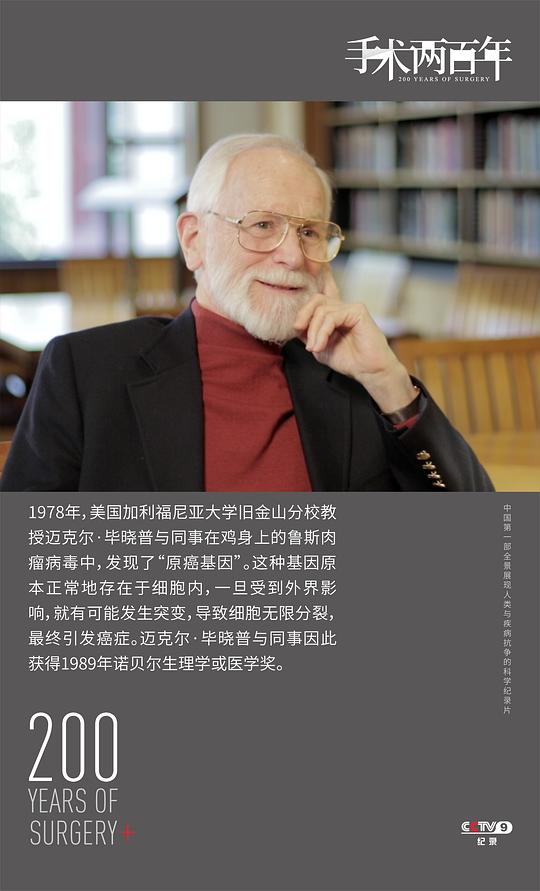 手术两百年
200 YEARS OF SURGERY
1978年，美国加利福尼亚大学旧金山分校教
授迈克尔·毕晓普与同事在鸡身上的鲁斯肉
瘤病毒中，发现了“原癌基因”。这种基因原
本正常地存在于细胞内，一旦受到外界影
响，就有可能发生突变，导致细胞无限分裂，
最终引发癌症。迈克尔·毕晓普与同事因此
获得1989年诺贝尔生理学或医学奖。
中国第一部全景展现人类与疾病抗争的科学纪录片
200
YEARS OF
SURGERY+
CCTV 9
纪录